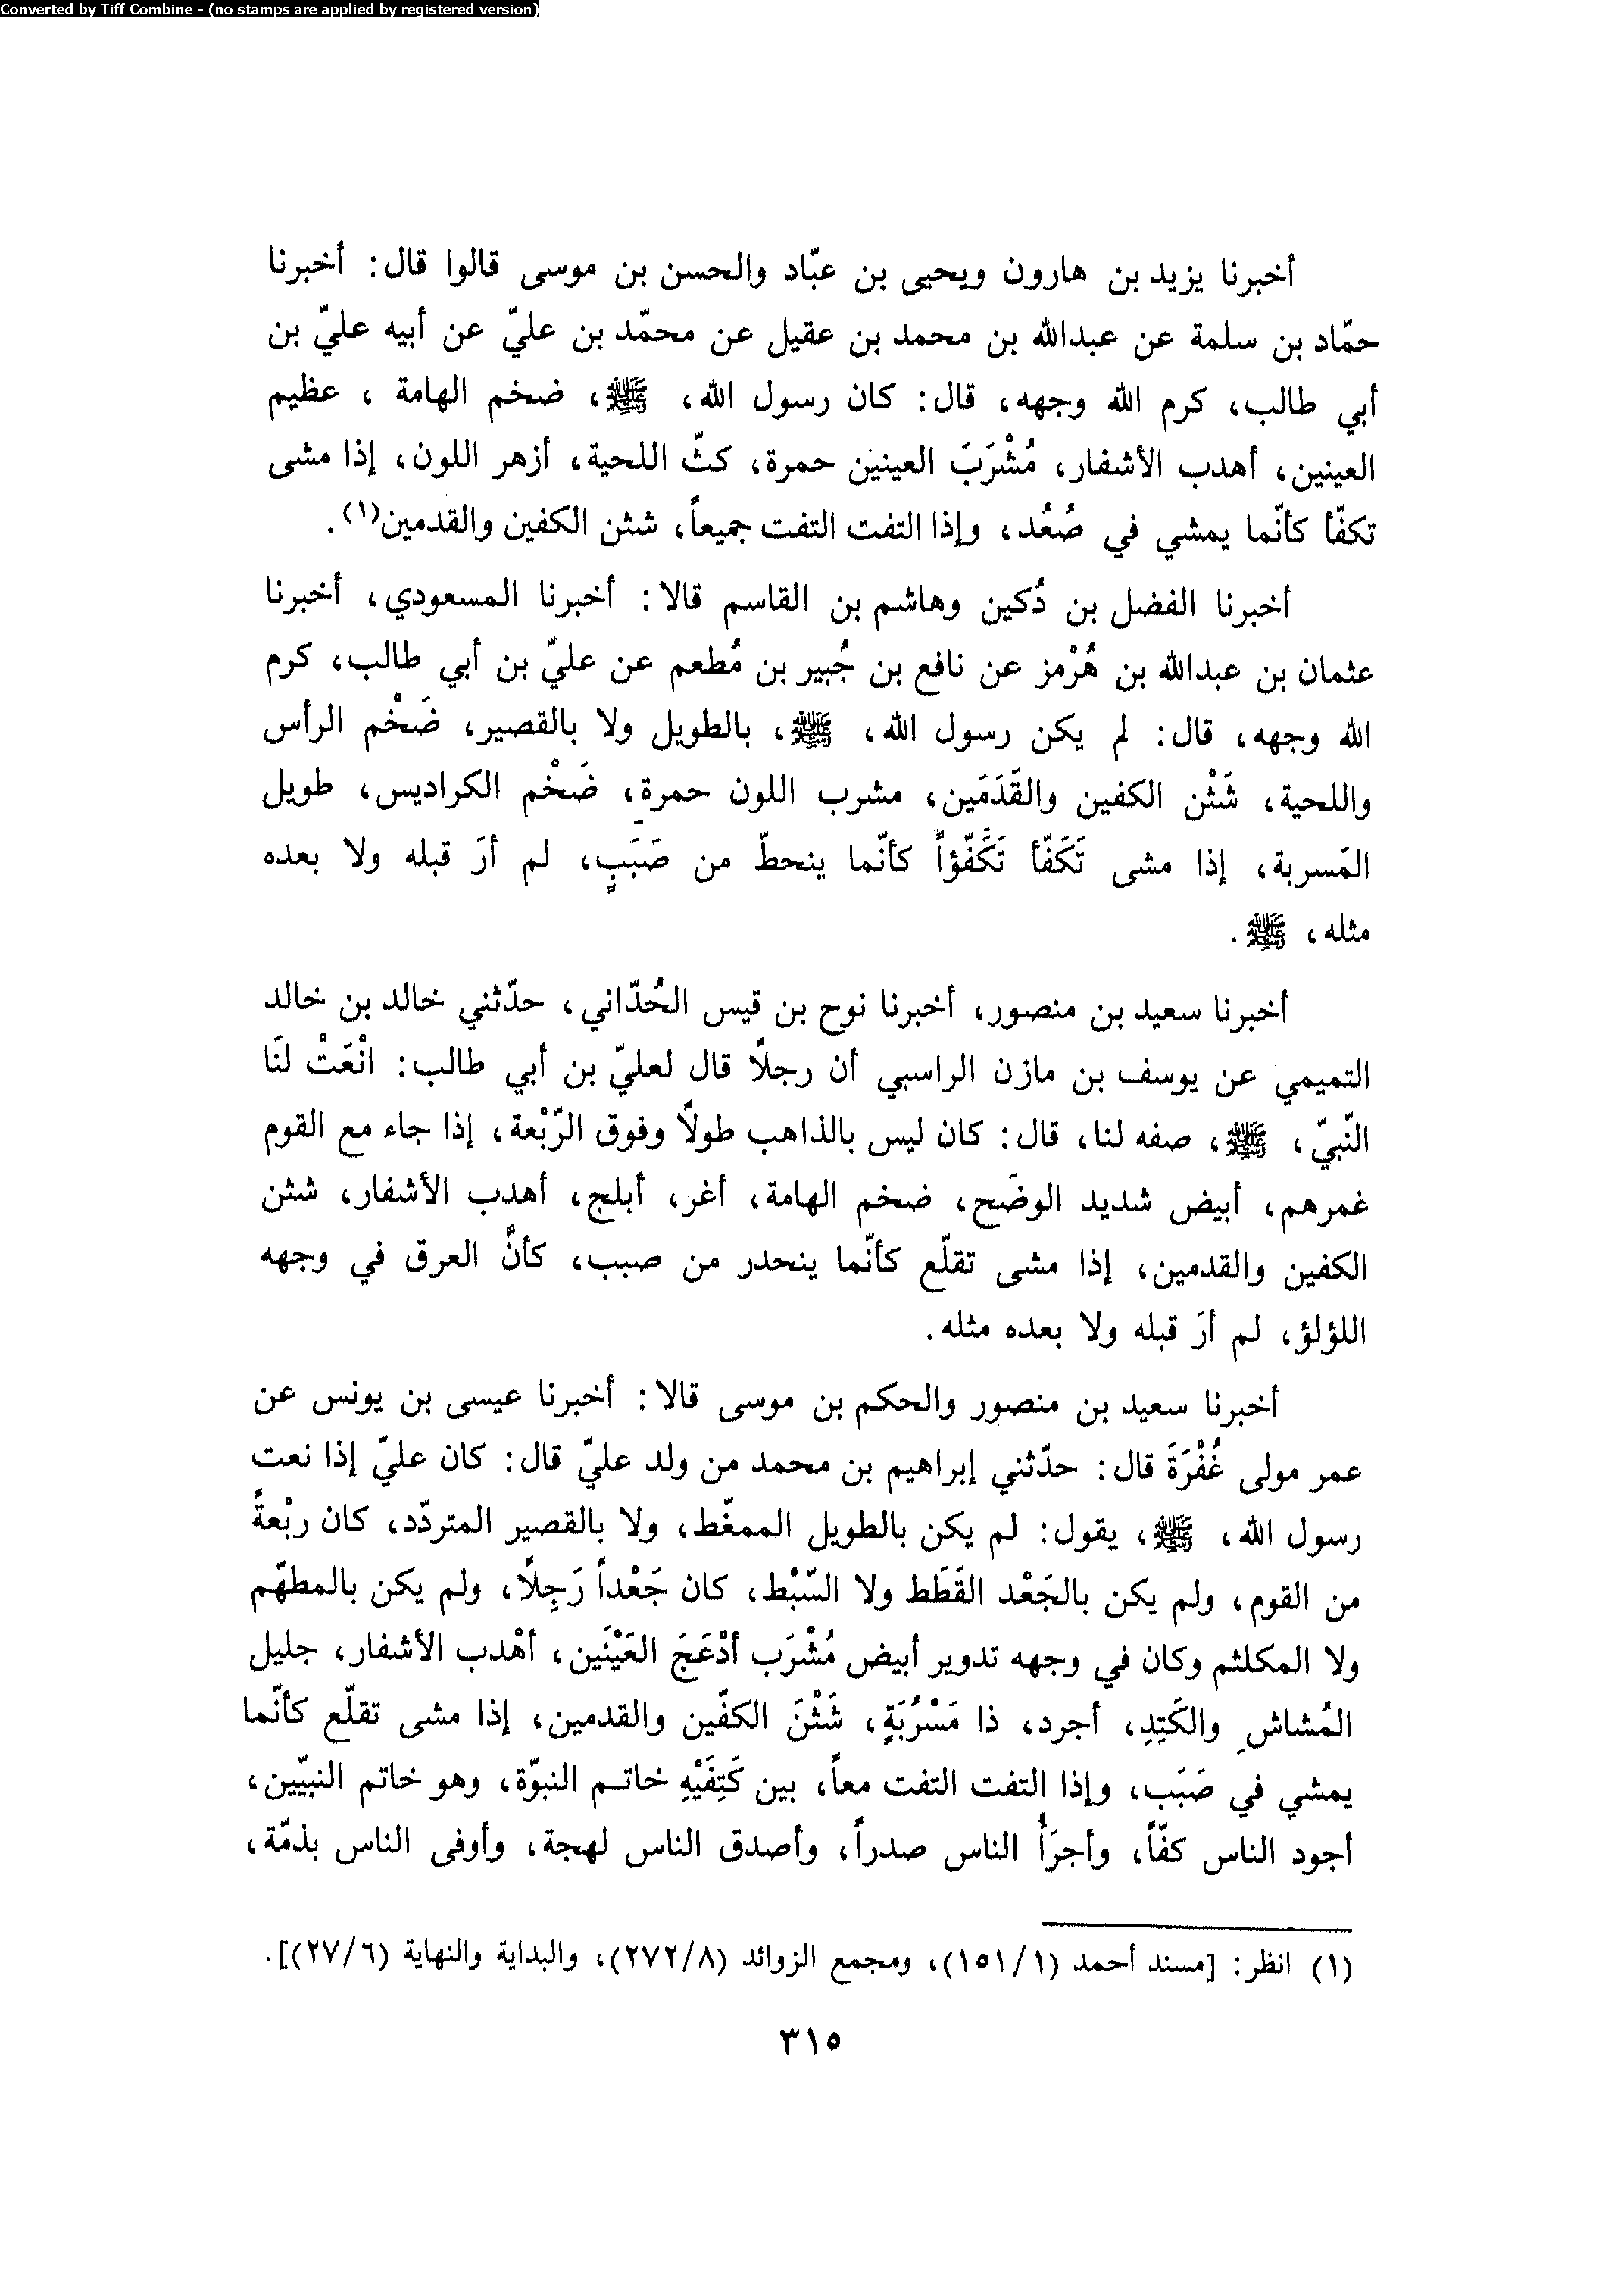 Converted by Tiff Combine - (no stamps are applied by registered version)
أخبرنا يزيد بن هارون ويحيى بن عبّاد والحسن بن موسى قالوا قال: أخبرنا
حمّاد بن سلمة عن عبدالله بن محمد بن عقيل عن محمّد بن عليّ عن أبيه عليّ بن
أبي طالب، كرم الله وجهه، قال: كان رسول الله، ﷺ، ضخم الهامة ، عظيم
العينين، أهدب الأشفار، مُشْرَبَ العينين حمرة، كثّ اللحية، أزهر اللون، إذا مشى
تكفّأ كأنّما يمشي في صُعُد، وإذا التفت التفت جميعاً، شثن الكفين والقدمين(١).
أخبرنا الفضل بن دُكين وهاشم بن القاسم قالا: أخبرنا المسعودي، أخبرنا
عثمان بن عبدالله بن هُرْمز عن نافع بن جُبير بن مُطعم عن عليّ بن أبي طالب، كرم
الله وجهه، قال: لم يكن رسول الله، ﷺ، بالطويل ولا بالقصير، ضَخْم الرأس
واللحية، شَثْن الكفين والقَدَمَين، مشرب اللون حمرة، ضَخْم الكراديس، طويل
المَسربة، إذا مشى تَكَفّأ تَكَفّؤاً كأنّما ينحطّ من صَبَبٍ، لم أرَ قبله ولا بعده
مثله، ﷺ.
أخبرنا سعيد بن منصور، أخبرنا نوح بن قيس الحُدّاني، حدّثني خالد بن خالد
التميمي عن يوسف بن مازن الراسبي أن رجلاً قال لعليّ بن أبي طالب: انْعَتْ لنَا
النّبيّ، ﷺ، صفه لنا، قال: كان ليس بالذاهب طولاً وفوق الرّبْعة، إذا جاء مع القوم
غمرهم، أبيض شديد الوضَح، ضخم الهامة، أغر، أبلج، أهدب الأشفار، شثن
الكفين والقدمين، إذا مشى تقلّع كأنّما ينحدر من صبب، كأنَّ العرق في وجهه
اللؤلؤ، لم أرَ قبله ولا بعده مثله.
أخبرنا سعيد بن منصور والحكم بن موسى قالا: أخبرنا عيسى بن يونس عن
عمر مولى غُفْرَةَ قال: حدّثني إبراهيم بن محمد من ولد عليّ قال: كان عليّ إذا نعت
رسول الله، ﷺ، يقول: لم يكن بالطويل الممغّط، ولا بالقصير المتردّد، كان ربْعةً
من القوم، ولم يكن بالجَعْد القَطَط ولا السّبْط، كان جَعْداً رَجِلاً، ولم يكن بالمطهّم
ولا المكلثم وكان في وجهه تدوير أبيض مُشْرَب أدْعَجَ العَيْنَين، أهْدب الأشفار، جليل
المُشاشِ والكَتِدِ، أجرد، ذا مَسْرُبَةٍ، شَثْنَ الكفّين والقدمين، إذا مشى تقلّع كأنّما
يمشي في صَبَب، وإذا التفت التفت معاً، بين كَتِفَيْهِ خاتم النبوّة، وهو خاتم النبيّين،
أجود الناس كفّاً، وأجرَأُ الناس صدراً، وأصدق الناس لهجة، وأوفى الناس بذمّة،
(١) انظر: [مسند أحمد (١/١٥١)، ومجمع الزوائد (٨/٢٧٢)، والبداية والنهاية (٦/٢٧)].
٣١٥